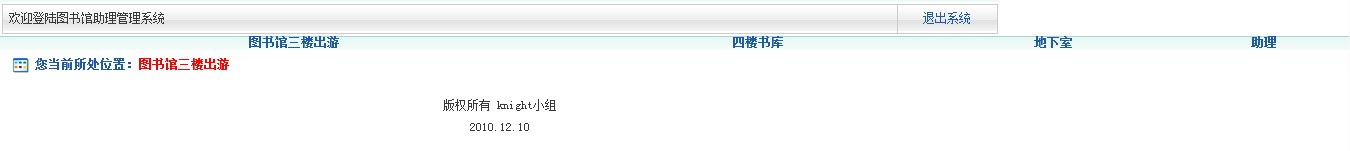 欢迎登陆图书馆助理管理系统 退出系统
图书馆三楼出游 四楼书库 地下室 助理
您当前所处位置：图书馆三楼出游
版权所有 knight小组
2010.12.10